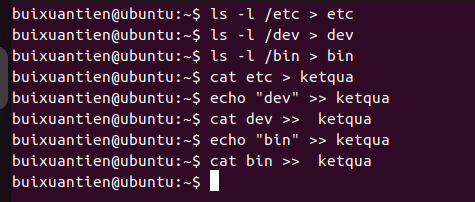 buixuantien@ubuntu:~$ ls -l /etc > etc
buixuantien@ubuntu:~$ ls -l /dev > dev
buixuantien@ubuntu:~$ ls -l /bin > bin
buixuantien@ubuntu:~$ cat etc > ketqua
buixuantien@ubuntu:~$ echo "dev" >> ketqua
buixuantien@ubuntu:~$ cat dev >>  ketqua
buixuantien@ubuntu:~$ echo "bin" >> ketqua
buixuantien@ubuntu:~$ cat bin >>  ketqua
buixuantien@ubuntu:~$